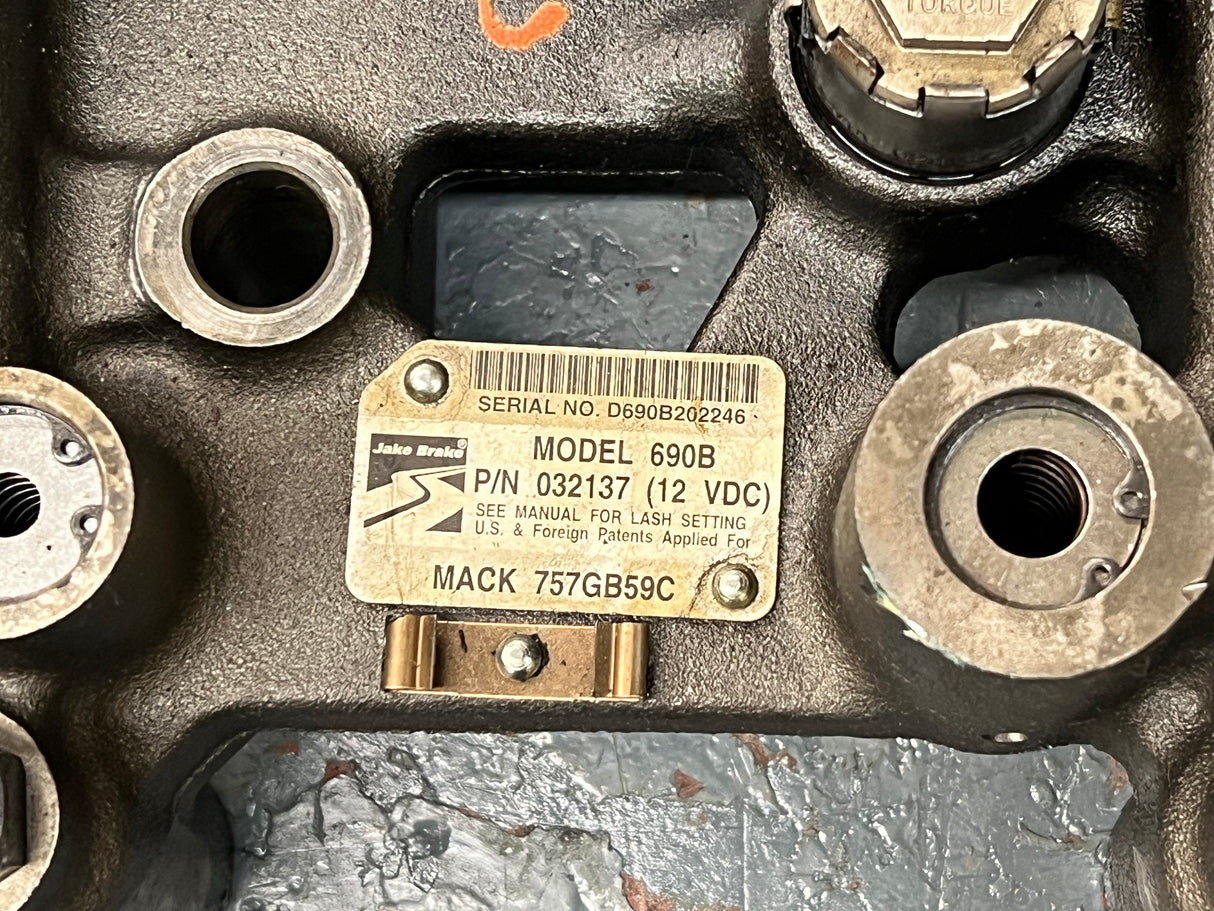 TORQUE
SERIAL NO. D690B202246
Jake Brake®
MODEL 690B
P/N 032137 (12 VDC)
SEE MANUAL FOR LASH SETTING
U.S. & Foreign Patents Applied For
MACK 757GB59C